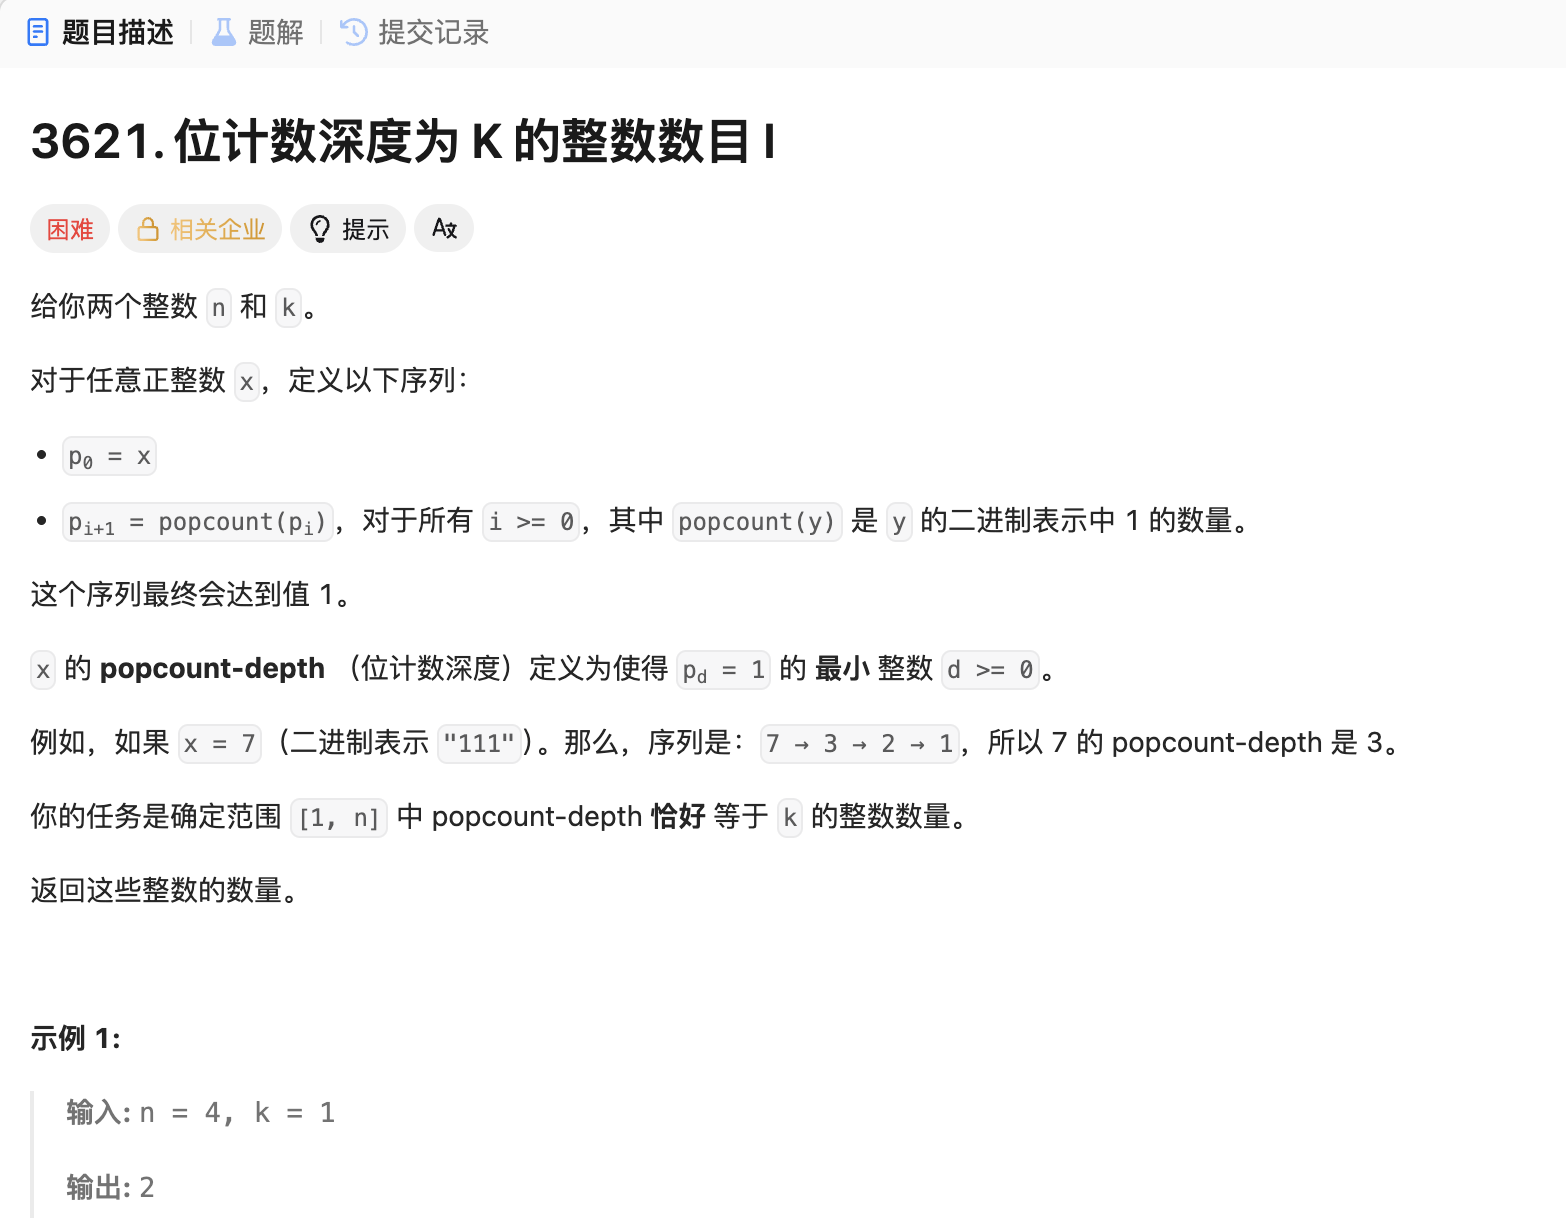 题目描述 题解 提交记录
3621. 位计数深度为 K 的整数数目 I
困难 相关企业 提示 A文
给你两个整数 n 和 k。
对于任意正整数 x，定义以下序列：
• p₀ = x
• pᵢ₊₁ = popcount(pᵢ)，对于所有 i >= 0，其中 popcount(y) 是 y 的二进制表示中 1 的数量。
这个序列最终会达到值 1。
x 的 popcount-depth （位计数深度）定义为使得 p_d = 1 的 最小 整数 d >= 0。
例如，如果 x = 7（二进制表示 "111"）。那么，序列是：7 → 3 → 2 → 1，所以 7 的 popcount-depth 是 3。
你的任务是确定范围 [1, n] 中 popcount-depth 恰好 等于 k 的整数数量。
返回这些整数的数量。
示例 1:
输入: n = 4, k = 1
输出: 2